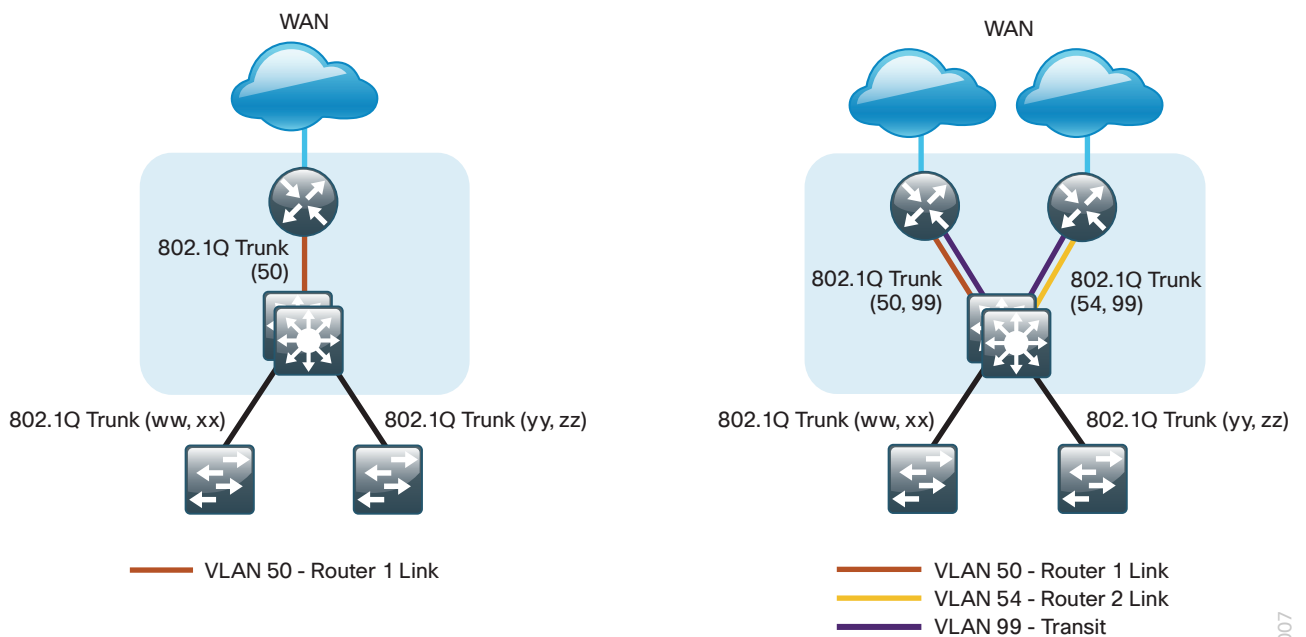 WAN
802.1Q Trunk
(50)
802.1Q Trunk (ww, xx)
802.1Q Trunk (yy, zz)
VLAN 50 - Router 1 Link
WAN
802.1Q Trunk
(50, 99)
802.1Q Trunk
(54, 99)
802.1Q Trunk (ww, xx)
802.1Q Trunk (yy, zz)
VLAN 50 - Router 1 Link
VLAN 54 - Router 2 Link
VLAN 99 - Transit